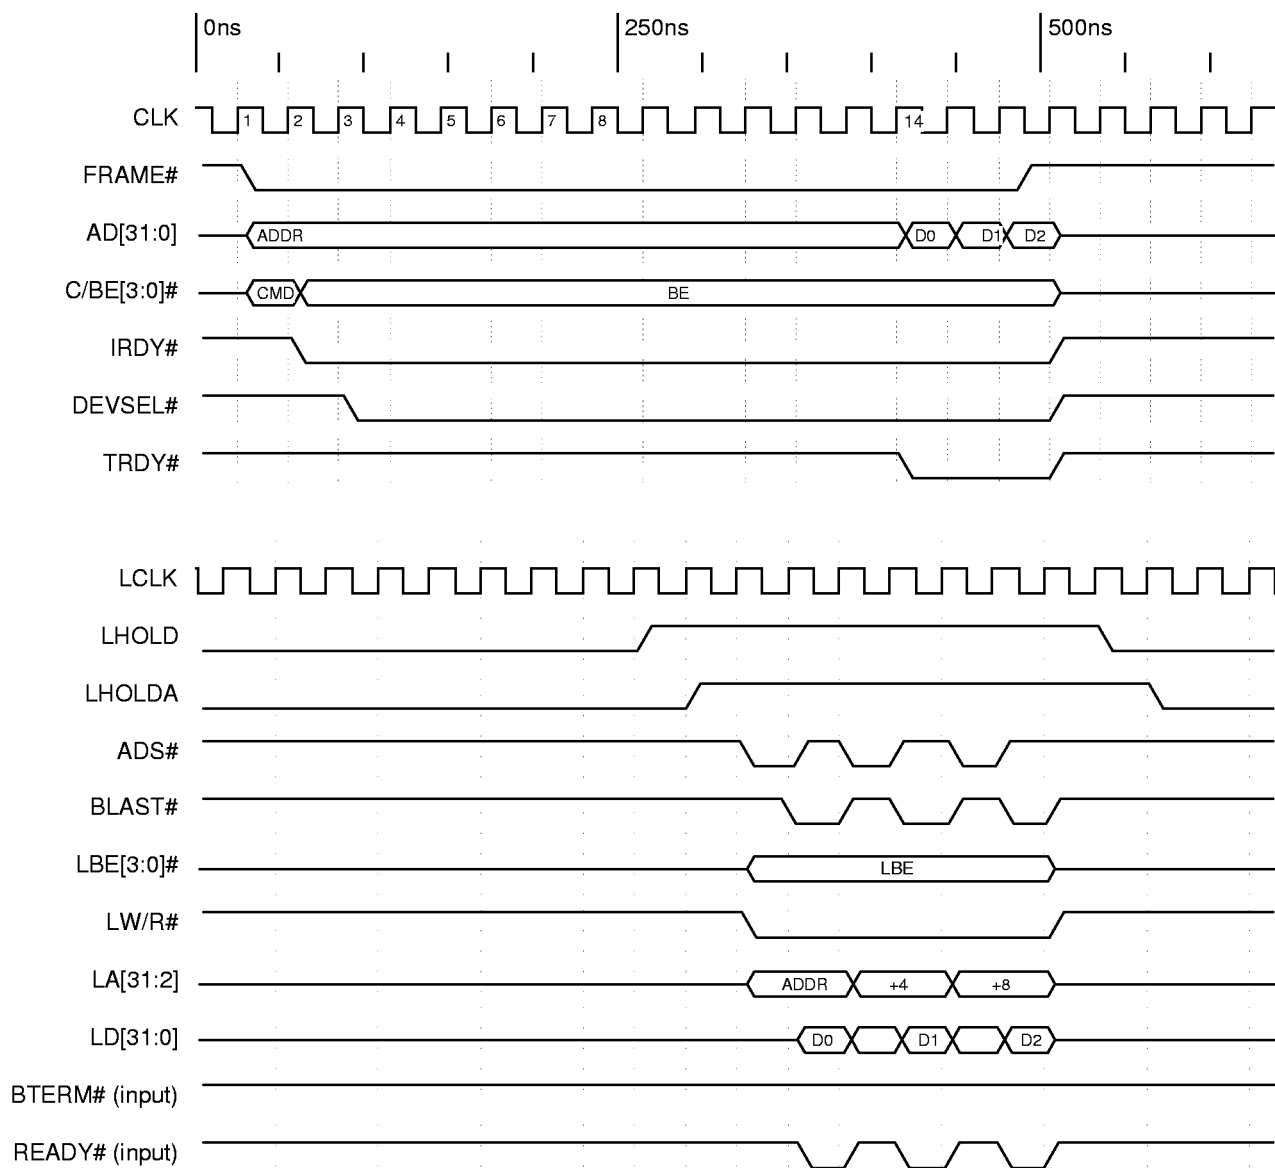 0ns 250ns 500ns
CLK 1 2 3 4 5 6 7 8 14
FRAME#
AD[31:0] ADDR D0 D1 D2
C/BE[3:0]# CMD BE
IRDY#
DEVSEL#
TRDY#
LCLK
LHOLD
LHOLDA
ADS#
BLAST#
LBE[3:0]# LBE
LW/R#
LA[31:2] ADDR +4 +8
LD[31:0] D0 D1 D2
BTERM# (input)
READY# (input)